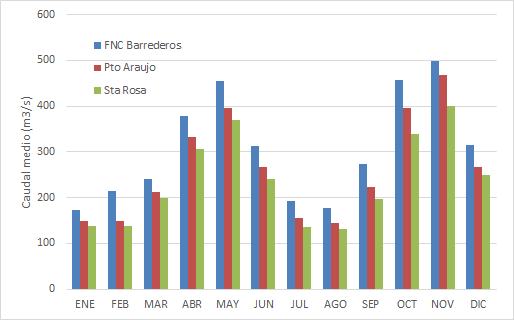 600
500
400
300
200
100
0
Caudal medio (m3/s)
FNC Barrederos
Pto Araujo
Sta Rosa
ENE FEB MAR ABR MAY JUN JUL AGO SEP OCT NOV DIC